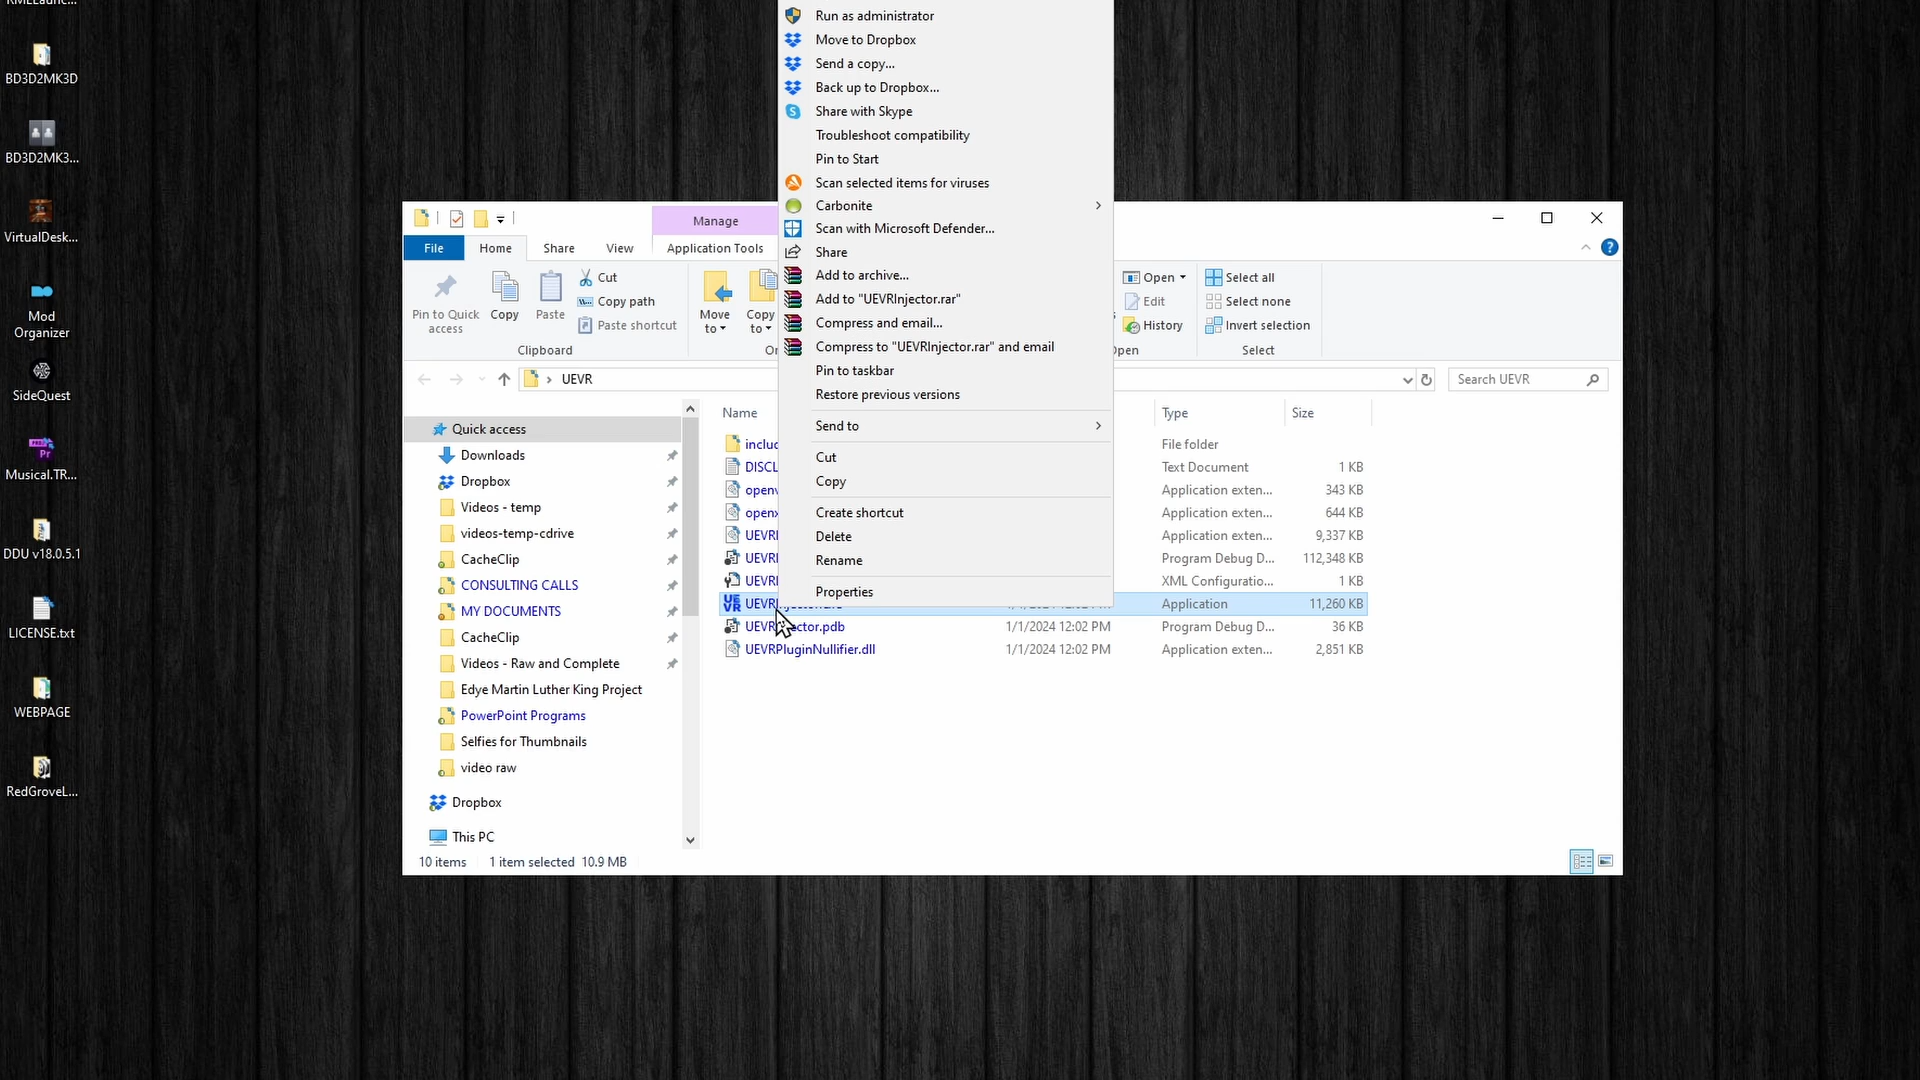 BD3D2MK3D
BD3D2MK3...
VirtualDesk...
Mod
Organizer
SideQuest
Musical.TR...
DDU v18.0.5.1
LICENSE.txt
WEBPAGE
RedGroveL...
Run as administrator
Move to Dropbox
Send a copy...
Back up to Dropbox...
Share with Skype
Troubleshoot compatibility
Pin to Start
Scan selected items for viruses
Carbonite
Scan with Microsoft Defender...
Share
Add to archive...
Add to "UEVRInjector.rar"
Compress and email...
Compress to "UEVRInjector.rar" and email
Pin to taskbar
Restore previous versions
Send to
Cut
Copy
Create shortcut
Delete
Rename
Properties
Manage
File
Home
Share
View
Application Tools
Pin to Quick
access
Copy
Paste
Cut
Copy path
Paste shortcut
Clipboard
Move
to
Copy
to
Open
Edit
History
Select all
Select none
Invert selection
Select
UEVR
Search UEVR
Quick access
Downloads
Dropbox
Videos - temp
videos-temp-cdrive
CacheClip
CONSULTING CALLS
MY DOCUMENTS
CacheClip
Videos - Raw and Complete
Edye Martin Luther King Project
PowerPoint Programs
Selfies for Thumbnails
video raw
Dropbox
This PC
Name Type Size
File folder
Text Document 1 KB
Application exten... 343 KB
Application exten... 644 KB
Application exten... 9,337 KB
Program Debug D... 112,348 KB
XML Configuratio... 1 KB
Application 11,260 KB
1/1/2024 12:02 PM Program Debug D... 36 KB
UEVRPluginNullifier.dll 1/1/2024 12:02 PM Application exten... 2,851 KB
10 items 1 item selected 10.9 MB